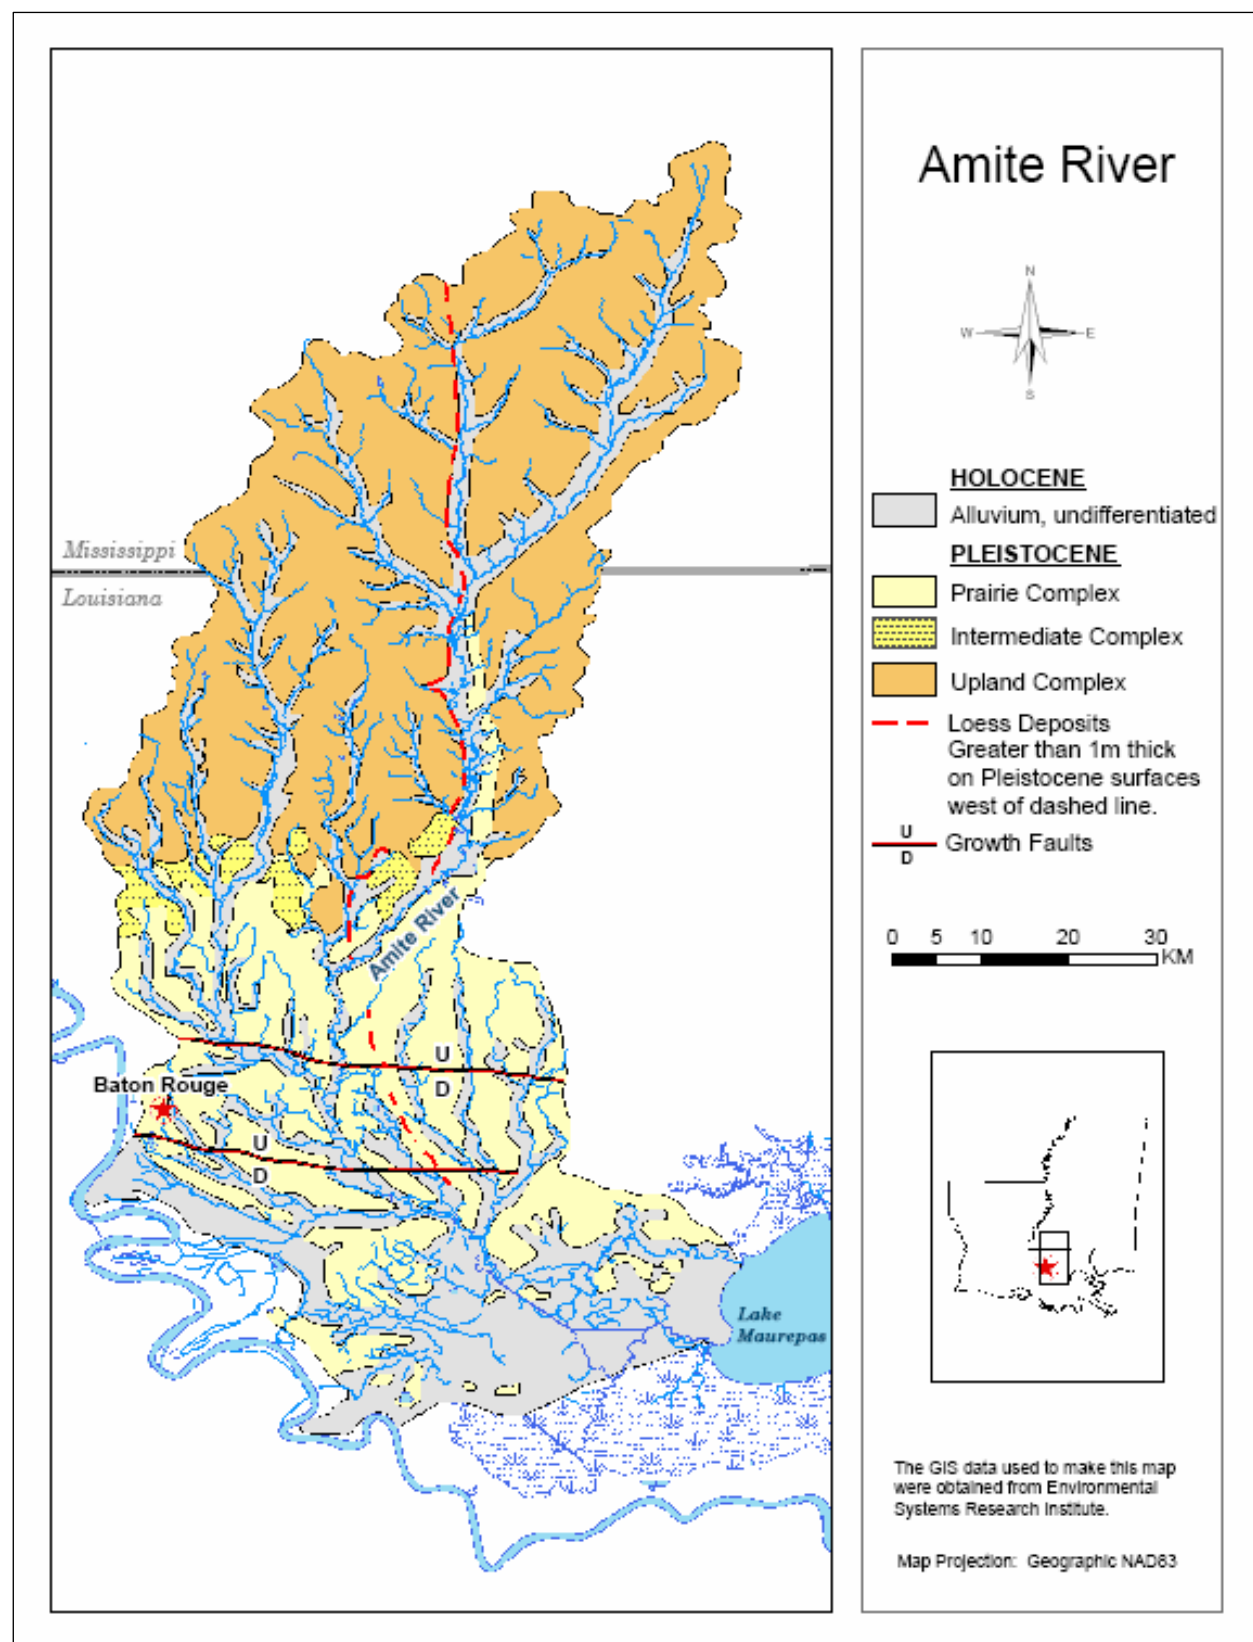 Amite River
N
W
E
S
HOLOCENE
Alluvium, undifferentiated
PLEISTOCENE
Prairie Complex
Intermediate Complex
Upland Complex
Loess Deposits
Greater than 1m thick
on Pleistocene surfaces
west of dashed line.
U
D
Growth Faults
0 5 10 20 30
KM
The GIS data used to make this map
were obtained from Environmental
Systems Research Institute.
Map Projection: Geographic NAD83
Mississippi
Louisiana
Amite River
U
D
Baton Rouge
U
D
Lake
Maurepas